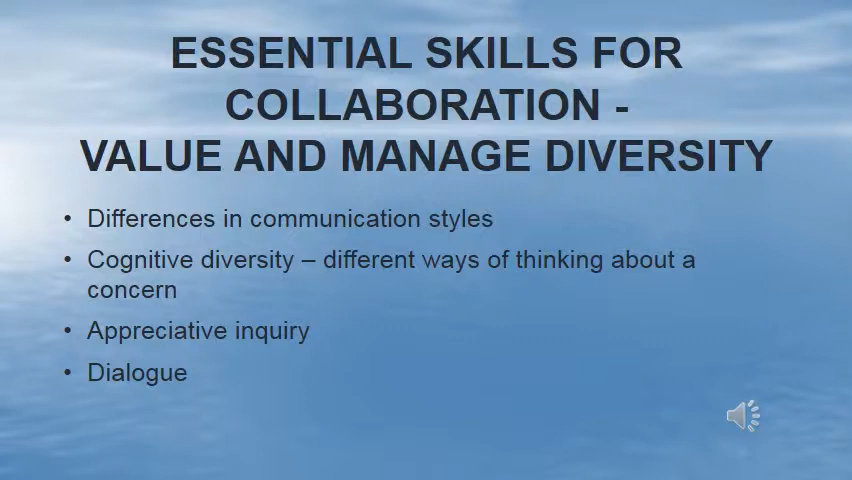 ESSENTIAL SKILLS FOR
COLLABORATION -
VALUE AND MANAGE DIVERSITY
• Differences in communication styles
• Cognitive diversity – different ways of thinking about a
concern
• Appreciative inquiry
• Dialogue